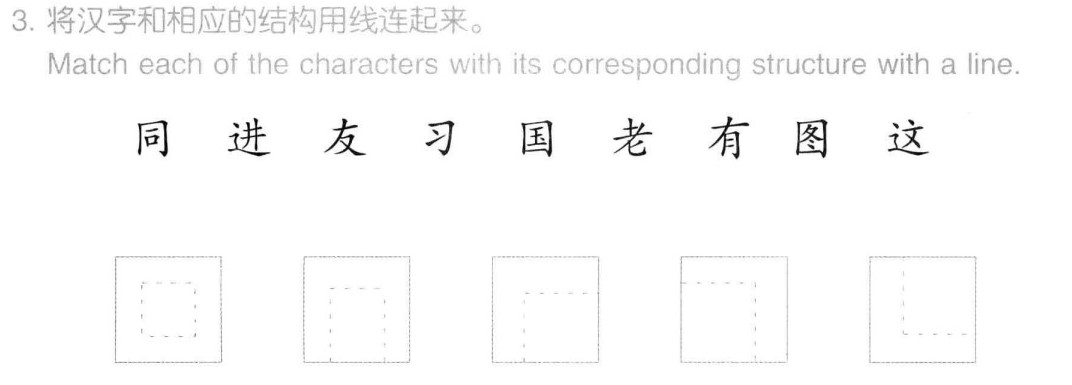 3. 将汉字和相应的结构用线连起来。
Match each of the characters with its corresponding structure with a line.
同 进 友 习 国 老 有 图 这